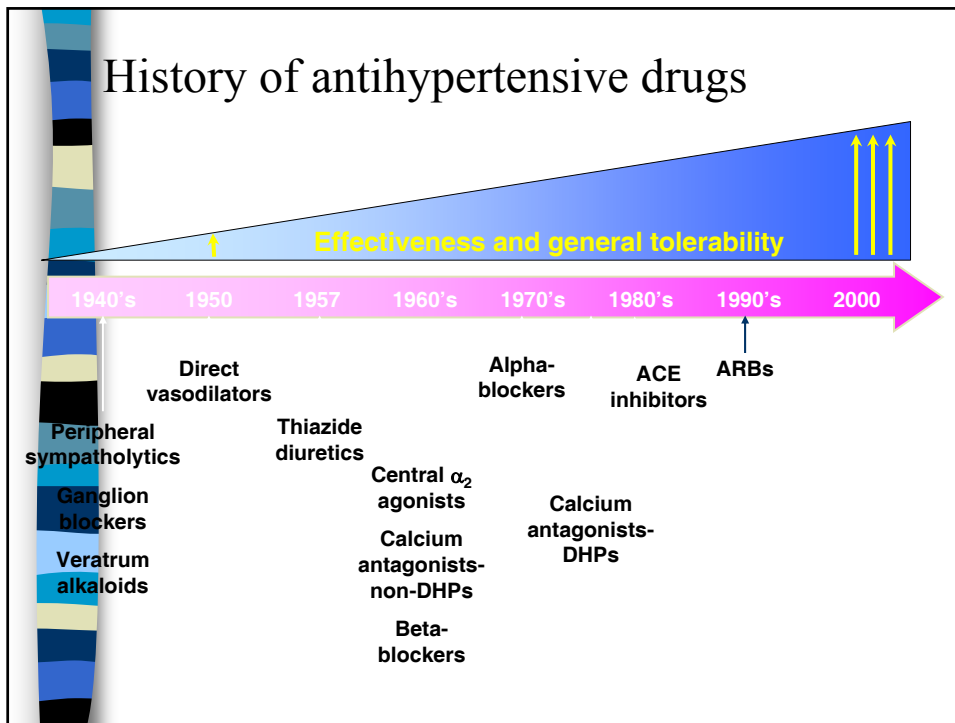 History of antihypertensive drugs
Effectiveness and general tolerability
1940's 1950 1957 1960's 1970's 1980's 1990's 2000
Direct
vasodilators
Alpha-
blockers
ACE
inhibitors
ARBs
Peripheral
sympatholytics
Thiazide
diuretics
Ganglion
blockers
Central α2
agonists
Calcium
antagonists-
DHPs
Veratrum
alkaloids
Calcium
antagonists-
non-DHPs
Beta-
blockers